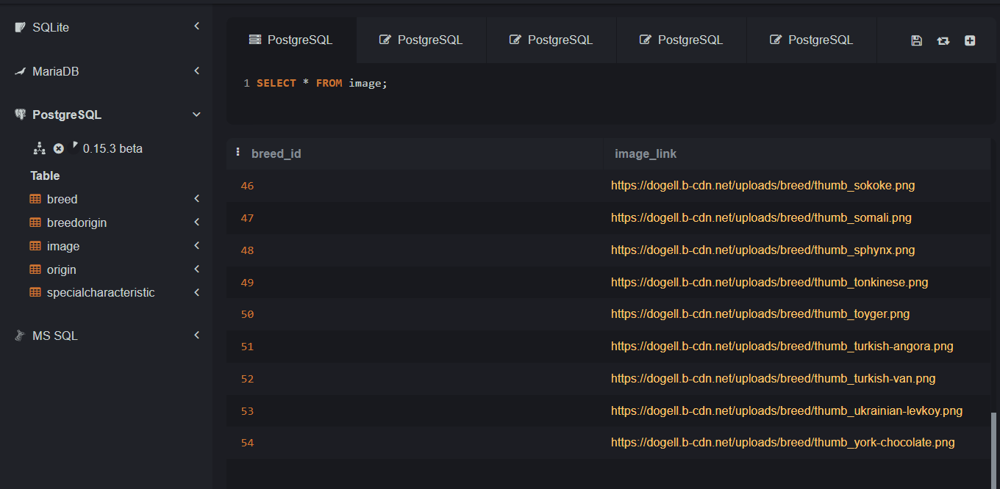 SQLite
MariaDB
PostgreSQL
0.15.3 beta
Table
breed
breedorigin
image
origin
specialcharacteristic
MS SQL
PostgreSQL PostgreSQL PostgreSQL PostgreSQL PostgreSQL
1 SELECT * FROM image;
breed_id image_link
46 https://dogell.b-cdn.net/uploads/breed/thumb_sokoke.png
47 https://dogell.b-cdn.net/uploads/breed/thumb_somali.png
48 https://dogell.b-cdn.net/uploads/breed/thumb_sphynx.png
49 https://dogell.b-cdn.net/uploads/breed/thumb_tonkinese.png
50 https://dogell.b-cdn.net/uploads/breed/thumb_toyger.png
51 https://dogell.b-cdn.net/uploads/breed/thumb_turkish-angora.png
52 https://dogell.b-cdn.net/uploads/breed/thumb_turkish-van.png
53 https://dogell.b-cdn.net/uploads/breed/thumb_ukrainian-levkoy.png
54 https://dogell.b-cdn.net/uploads/breed/thumb_york-chocolate.png